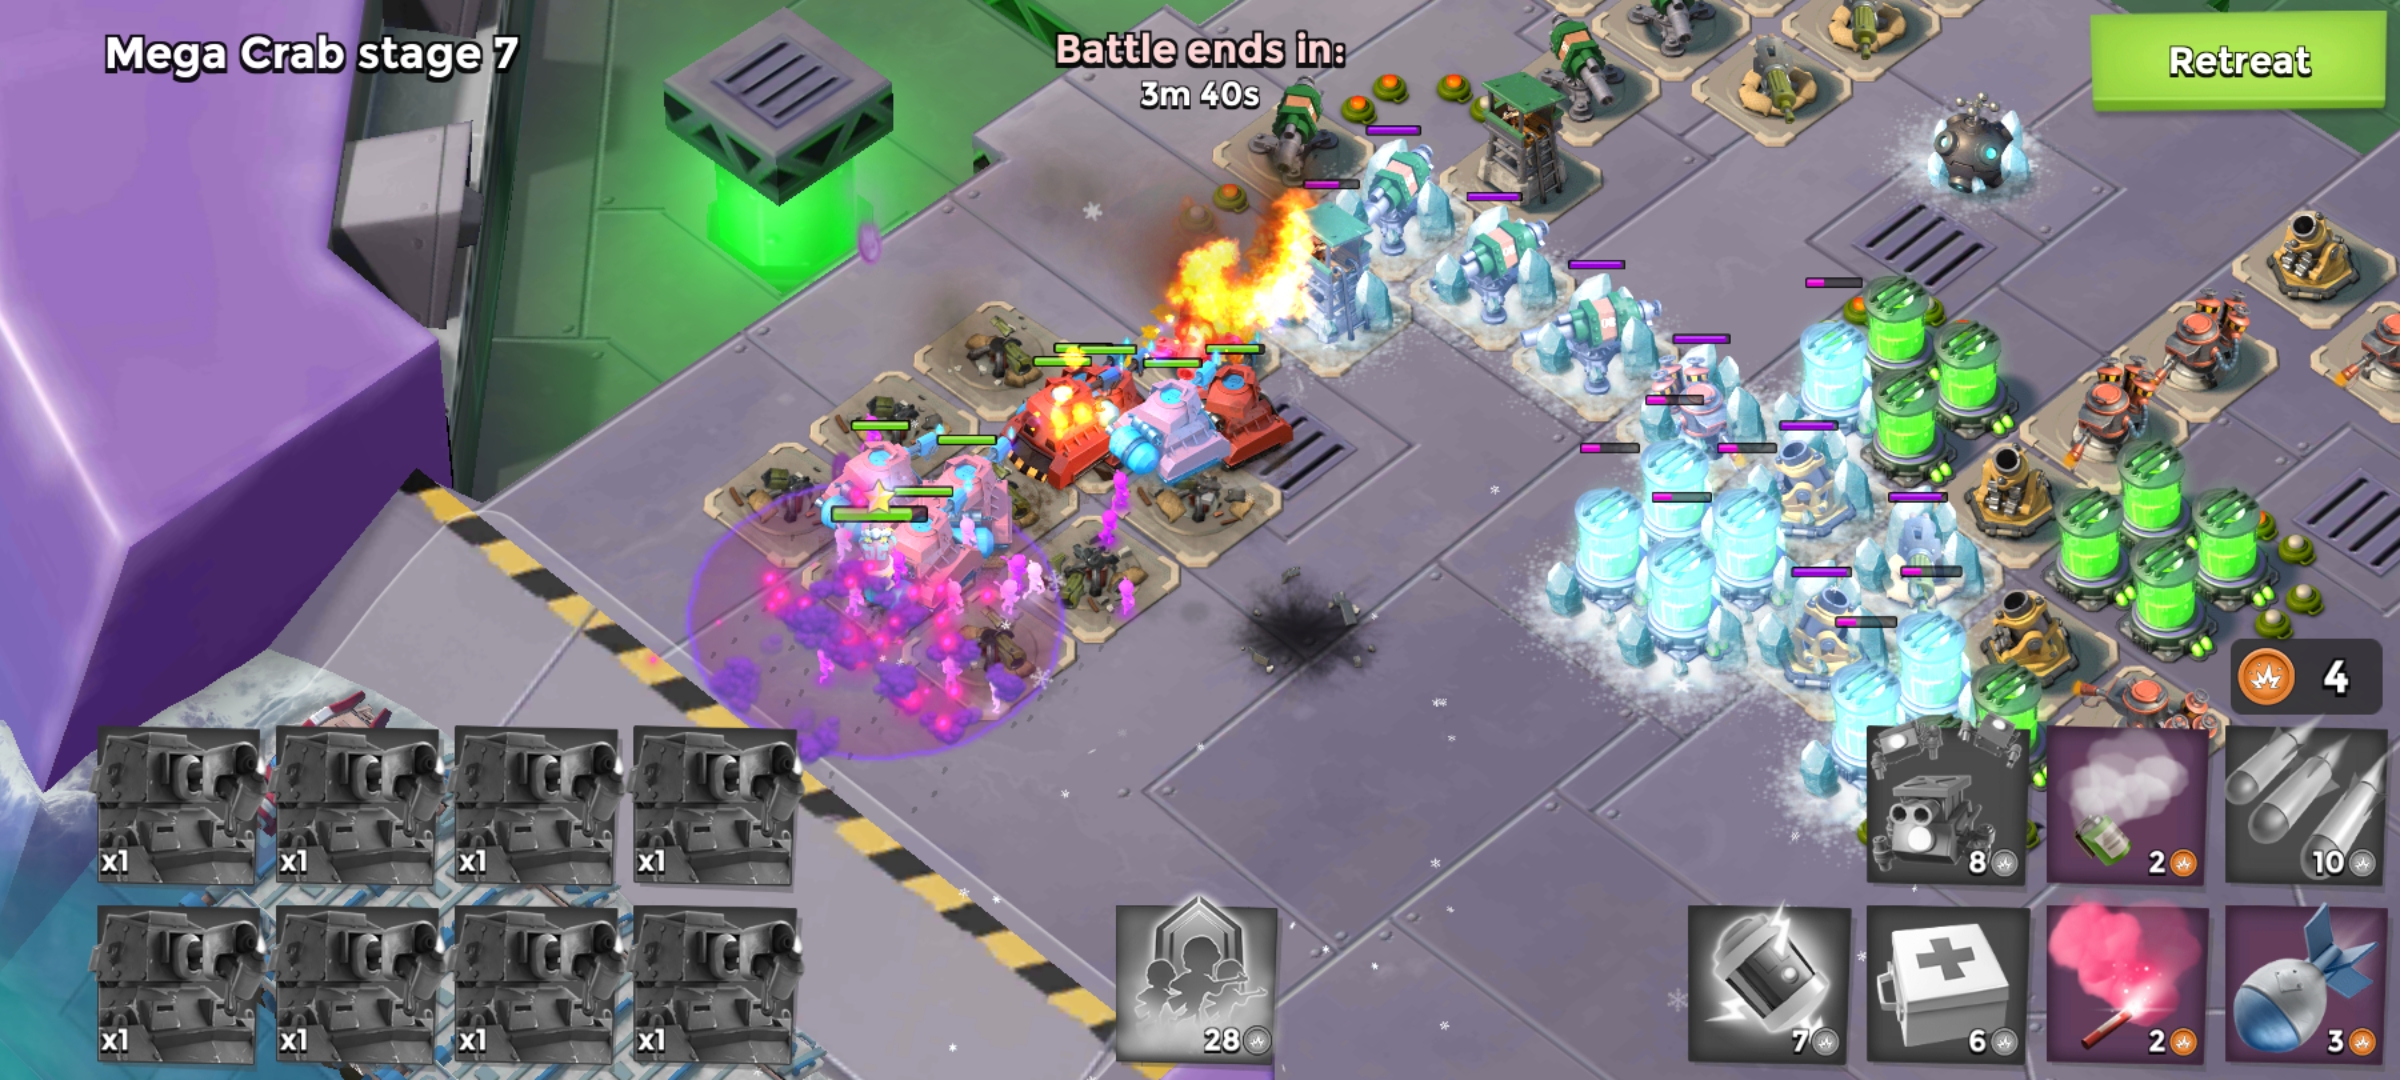 Mega Crab stage 7
Battle ends in:
3m 40s
Retreat
4
x1
x1
x1
x1
8
2
10
x1
x1
x1
x1
28
7
6
2
3